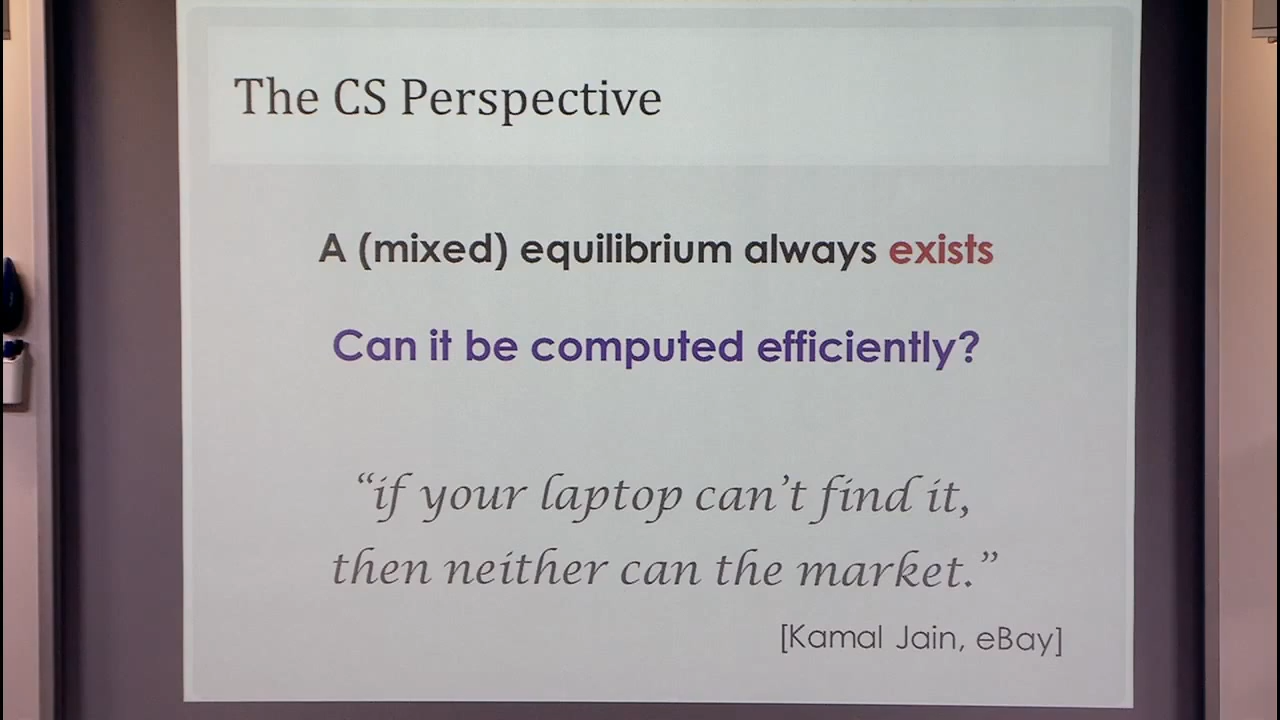 The CS Perspective
A (mixed) equilibrium always exists
Can it be computed efficiently?
“if your laptop can’t find it,
then neither can the market.”
[Kamal Jain, eBay]